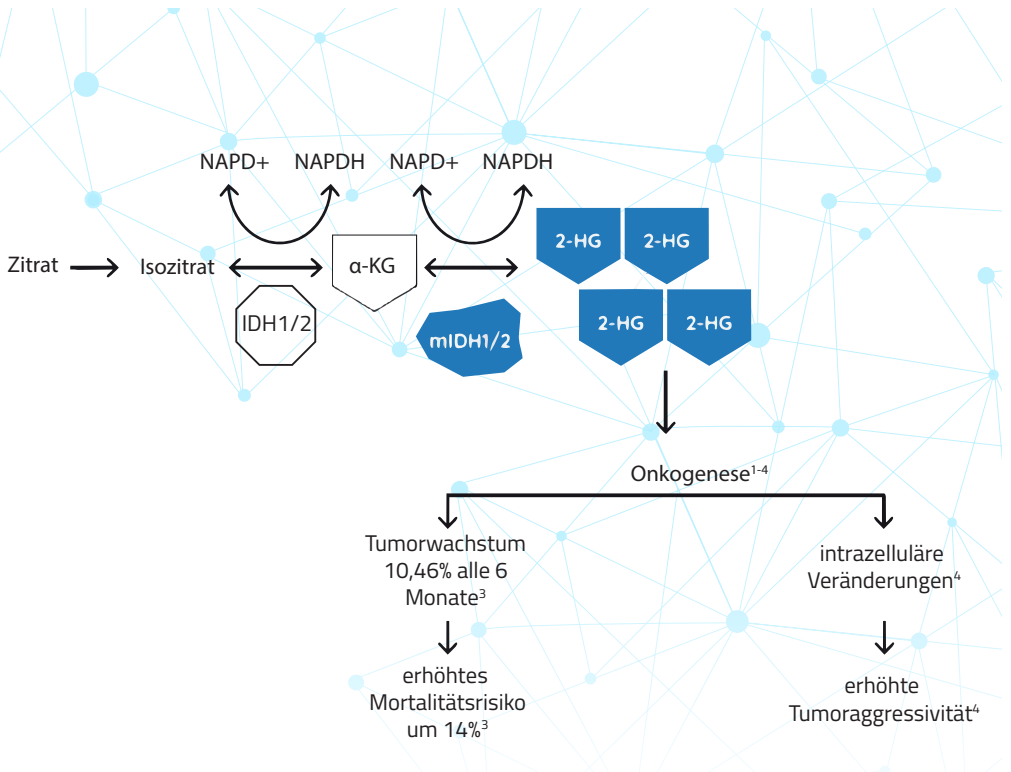 NAPD+ NAPDH NAPD+ NAPDH
Zitrat Isozitrat α-KG 2-HG 2-HG
IDH1/2 mIDH1/2 2-HG 2-HG
Onkogenese¹⁻⁴
Tumorwachstum
10,46% alle 6
Monate³
intrazelluläre
Veränderungen⁴
erhöhtes
Mortalitätsrisiko
um 14%³
erhöhte
Tumoraggressivität⁴